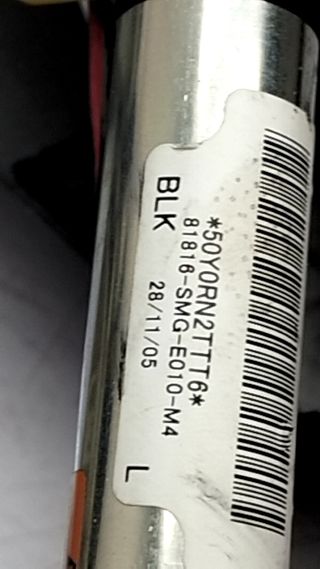 *50Y0RN2TTT6*
81816-SMG-E010-M4
BLK 28/11/05 L